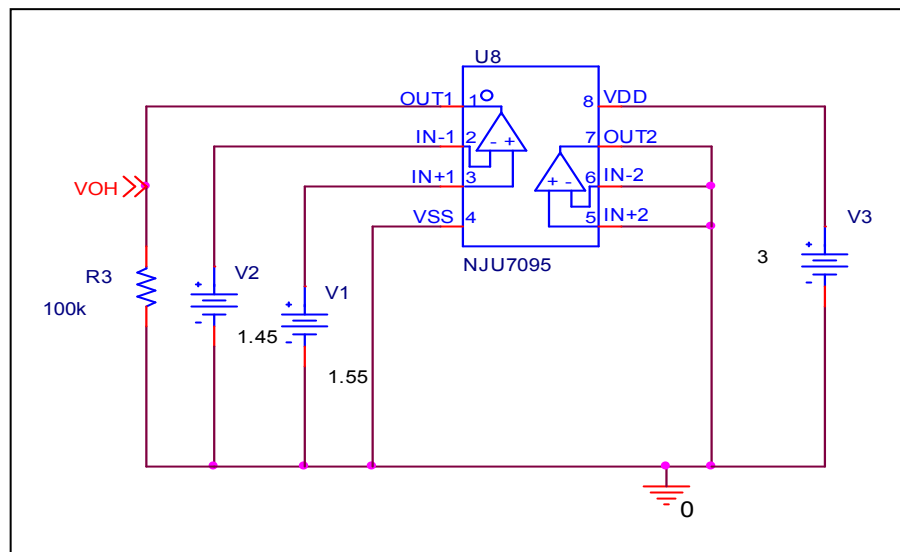 U8
OUT1 1 8 VDD
IN-1 2 - + 7 OUT2
VOH IN+1 3 + - 6 IN-2
VSS 4 5 IN+2
NJU7095
R3 100k
+ V2 - 1.45
+ V1 - 1.55
+ V3 - 3
0